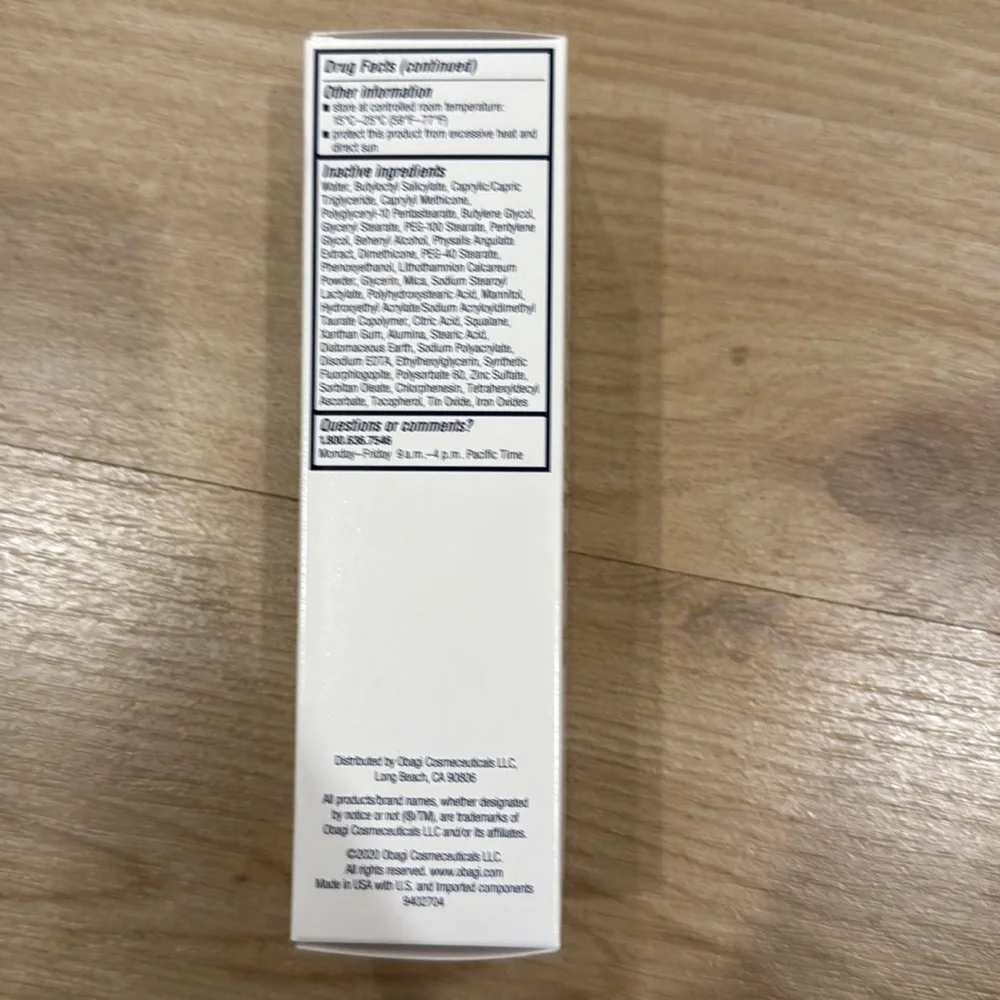 Drug Facts (continued)
Other information
■ store at controlled room temperature:
15°C–25°C (59°F–77°F)
■ protect this product from excessive heat and
direct sun
Inactive ingredients
Water, Butyloctyl Salicylate, Caprylic/Capric
Triglyceride, Caprylyl Methicone,
Polyglyceryl-10 Pentastearate, Butylene Glycol,
Glyceryl Stearate, PEG-100 Stearate, Pentylene
Glycol, Behenyl Alcohol, Physalis Angulata
Extract, Dimethicone, PEG-40 Stearate,
Phenoxyethanol, Lithothamnion Calcareum
Powder, Glycerin, Mica, Sodium Stearoyl
Lactylate, Polyhydroxystearic Acid, Mannitol,
Hydroxyethyl Acrylate/Sodium Acryloyldimethyl
Taurate Copolymer, Citric Acid, Squalane,
Xanthan Gum, Alumina, Stearic Acid,
Diatomaceous Earth, Sodium Polyacrylate,
Disodium EDTA, Ethylhexylglycerin, Synthetic
Fluorphlogopite, Polysorbate 60, Zinc Sulfate,
Sorbitan Oleate, Chlorphenesin, Tetrahexyldecyl
Ascorbate, Tocopherol, Tin Oxide, Iron Oxides
Questions or comments?
1.800.636.7546
Monday–Friday 9 a.m.–4 p.m. Pacific Time
Distributed by Obagi Cosmeceuticals LLC,
Long Beach, CA 90806
All products/brand names, whether designated
by notice or not (®/TM), are trademarks of
Obagi Cosmeceuticals LLC and/or its affiliates.
©2020 Obagi Cosmeceuticals LLC.
All rights reserved. www.obagi.com
Made in USA with U.S. and Imported components
9402704